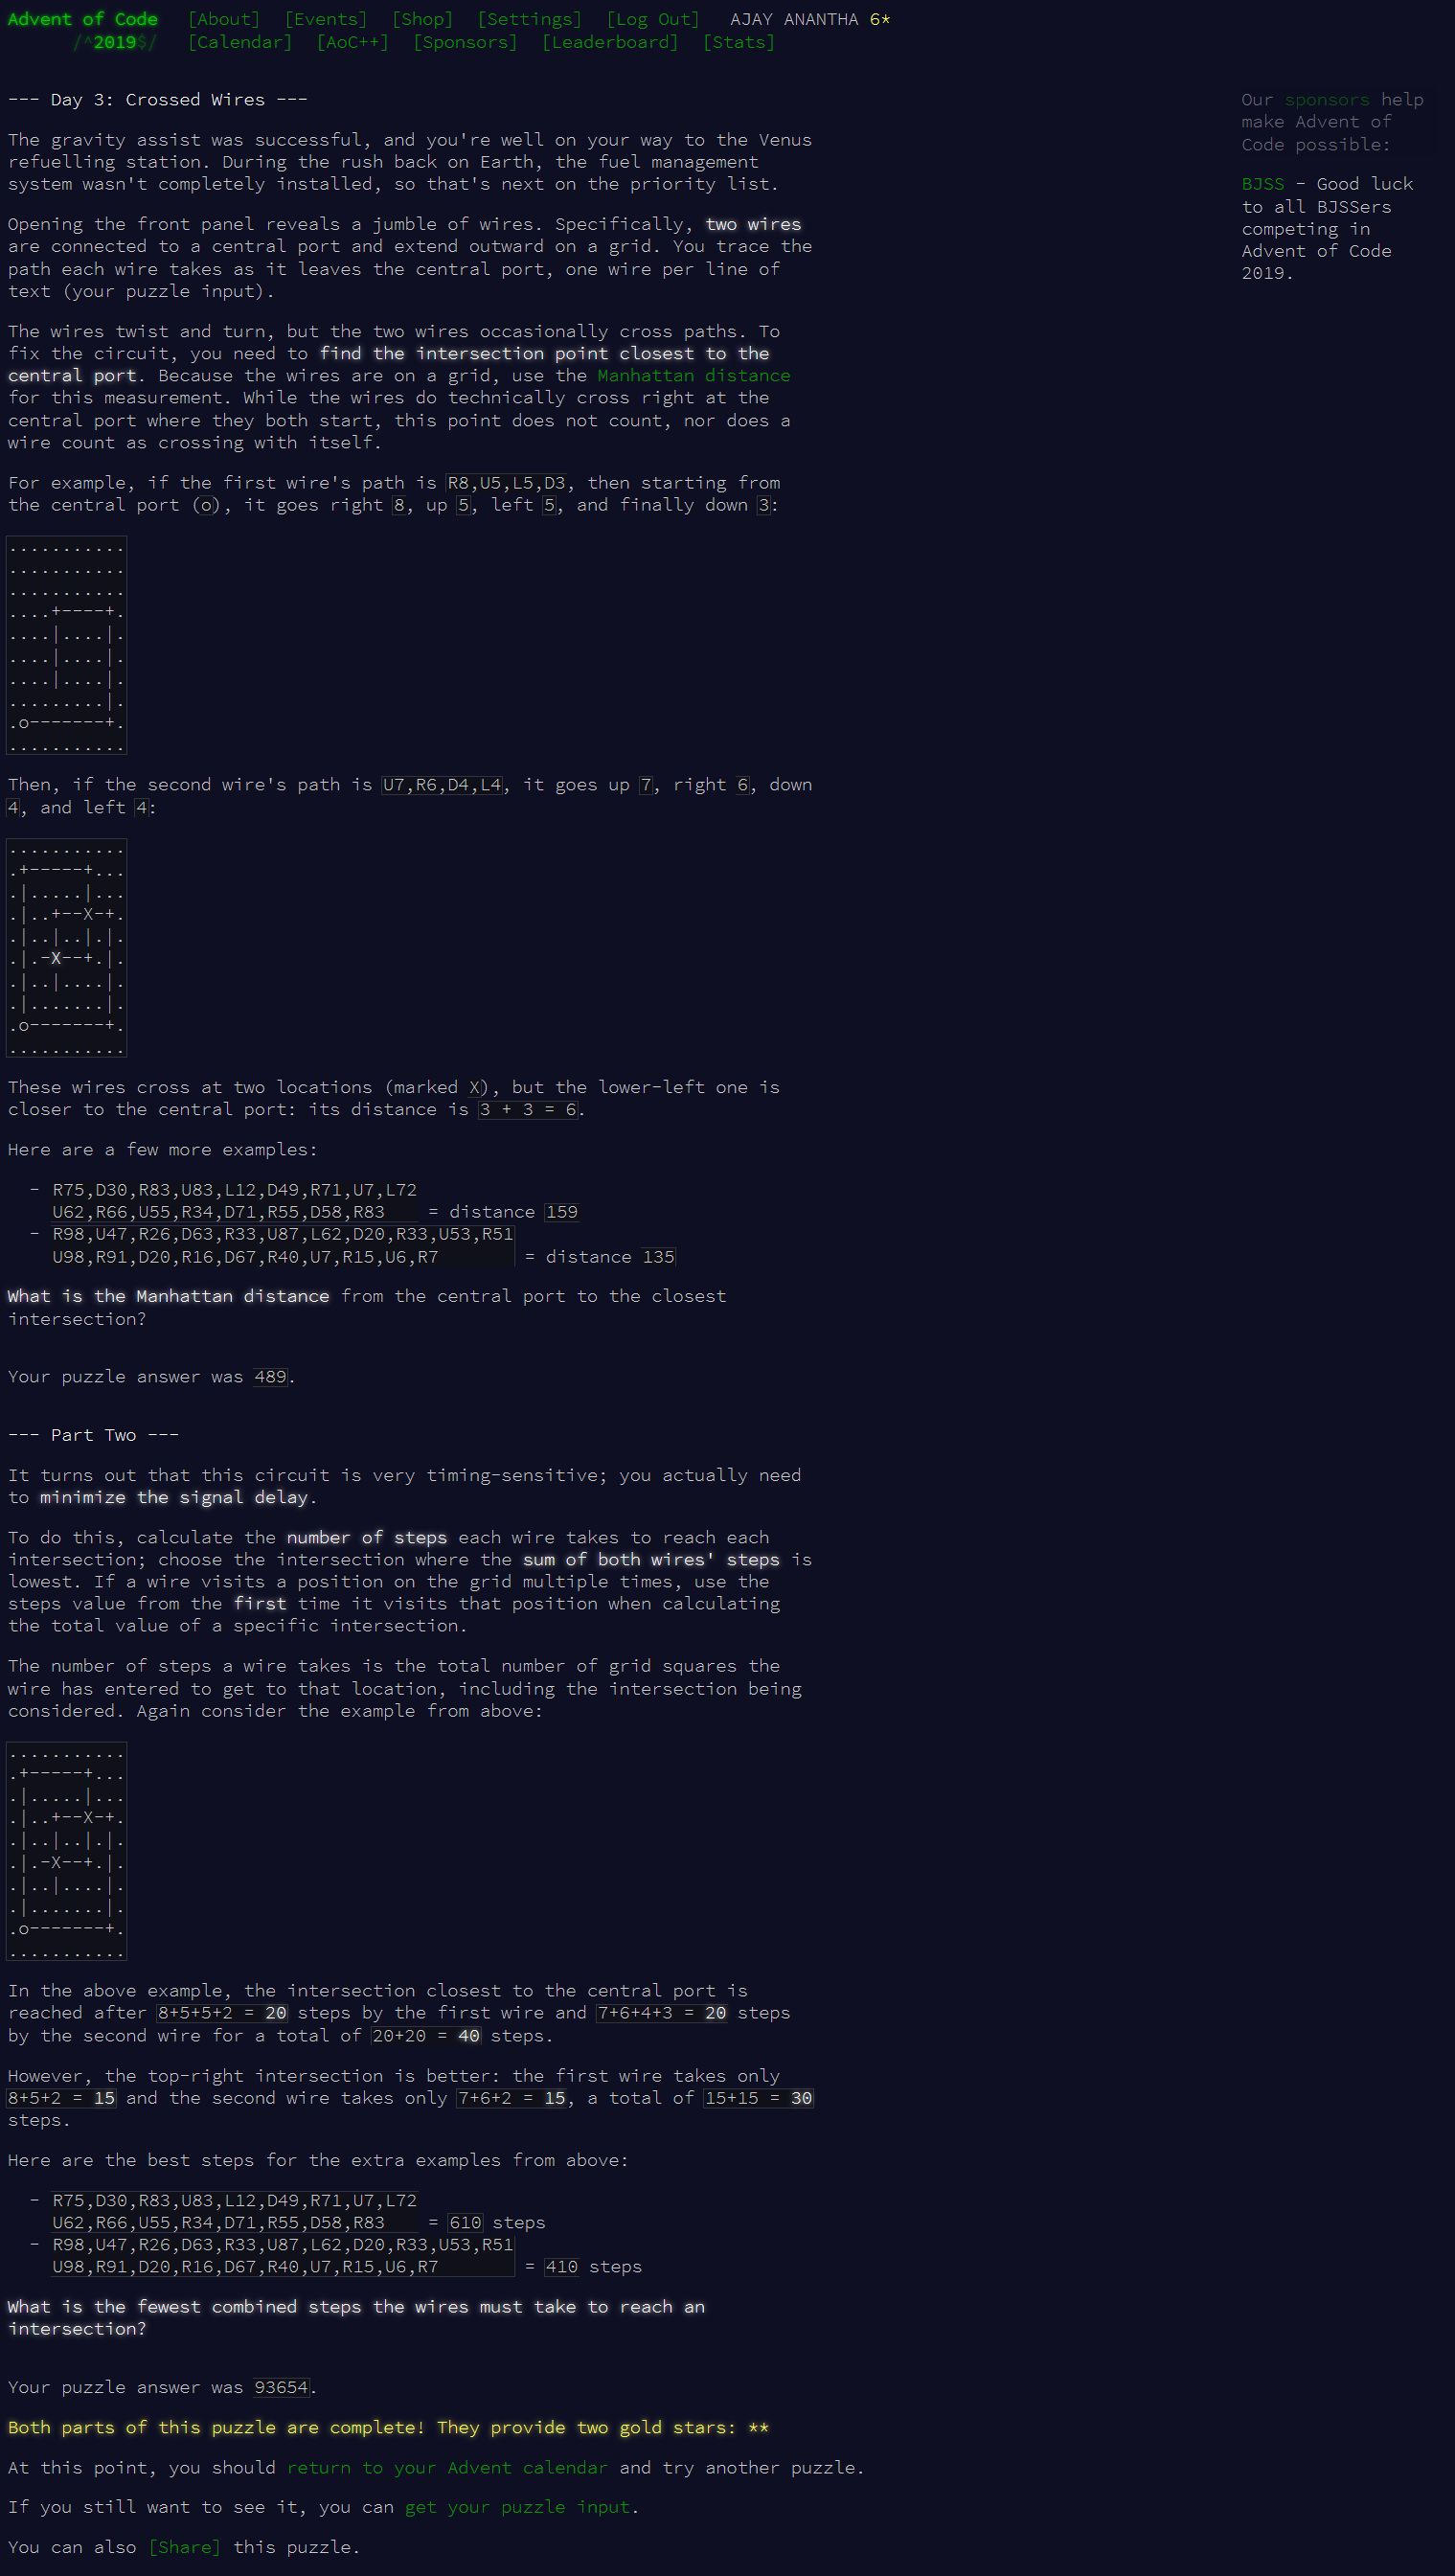 Advent of Code [About] [Events] [Shop] [Settings] [Log Out] AJAY ANANTHA 6*
/^2019$/ [Calendar] [AoC++] [Sponsors] [Leaderboard] [Stats]
--- Day 3: Crossed Wires ---
The gravity assist was successful, and you're well on your way to the Venus
refuelling station. During the rush back on Earth, the fuel management
system wasn't completely installed, so that's next on the priority list.
Opening the front panel reveals a jumble of wires. Specifically, two wires
are connected to a central port and extend outward on a grid. You trace the
path each wire takes as it leaves the central port, one wire per line of
text (your puzzle input).
The wires twist and turn, but the two wires occasionally cross paths. To
fix the circuit, you need to find the intersection point closest to the
central port. Because the wires are on a grid, use the Manhattan distance
for this measurement. While the wires do technically cross right at the
central port where they both start, this point does not count, nor does a
wire count as crossing with itself.
For example, if the first wire's path is R8,U5,L5,D3, then starting from
the central port (o), it goes right 8, up 5, left 5, and finally down 3:
...........
...........
...........
....+----+.
....|....|.
....|....|.
....|....|.
.........|.
.o-------+.
...........
Then, if the second wire's path is U7,R6,D4,L4, it goes up 7, right 6, down
4, and left 4:
...........
.+-----+...
.|.....|...
.|..+--X-+.
.|..|..|.|.
.|.-X--+.|.
.|..|....|.
.|.......|.
.o-------+.
...........
These wires cross at two locations (marked X), but the lower-left one is
closer to the central port: its distance is 3 + 3 = 6.
Here are a few more examples:
- R75,D30,R83,U83,L12,D49,R71,U7,L72
U62,R66,U55,R34,D71,R55,D58,R83 = distance 159
- R98,U47,R26,D63,R33,U87,L62,D20,R33,U53,R51
U98,R91,D20,R16,D67,R40,U7,R15,U6,R7 = distance 135
What is the Manhattan distance from the central port to the closest
intersection?
Your puzzle answer was 489.
--- Part Two ---
It turns out that this circuit is very timing-sensitive; you actually need
to minimize the signal delay.
To do this, calculate the number of steps each wire takes to reach each
intersection; choose the intersection where the sum of both wires' steps is
lowest. If a wire visits a position on the grid multiple times, use the
steps value from the first time it visits that position when calculating
the total value of a specific intersection.
The number of steps a wire takes is the total number of grid squares the
wire has entered to get to that location, including the intersection being
considered. Again consider the example from above:
...........
.+-----+...
.|.....|...
.|..+--X-+.
.|..|..|.|.
.|.-X--+.|.
.|..|....|.
.|.......|.
.o-------+.
...........
In the above example, the intersection closest to the central port is
reached after 8+5+5+2 = 20 steps by the first wire and 7+6+4+3 = 20 steps
by the second wire for a total of 20+20 = 40 steps.
However, the top-right intersection is better: the first wire takes only
8+5+2 = 15 and the second wire takes only 7+6+2 = 15, a total of 15+15 = 30
steps.
Here are the best steps for the extra examples from above:
- R75,D30,R83,U83,L12,D49,R71,U7,L72
U62,R66,U55,R34,D71,R55,D58,R83 = 610 steps
- R98,U47,R26,D63,R33,U87,L62,D20,R33,U53,R51
U98,R91,D20,R16,D67,R40,U7,R15,U6,R7 = 410 steps
What is the fewest combined steps the wires must take to reach an
intersection?
Your puzzle answer was 93654.
Both parts of this puzzle are complete! They provide two gold stars: **
At this point, you should return to your Advent calendar and try another puzzle.
If you still want to see it, you can get your puzzle input.
You can also [Share] this puzzle.
Our sponsors help
make Advent of
Code possible:
BJSS - Good luck
to all BJSSers
competing in
Advent of Code
2019.